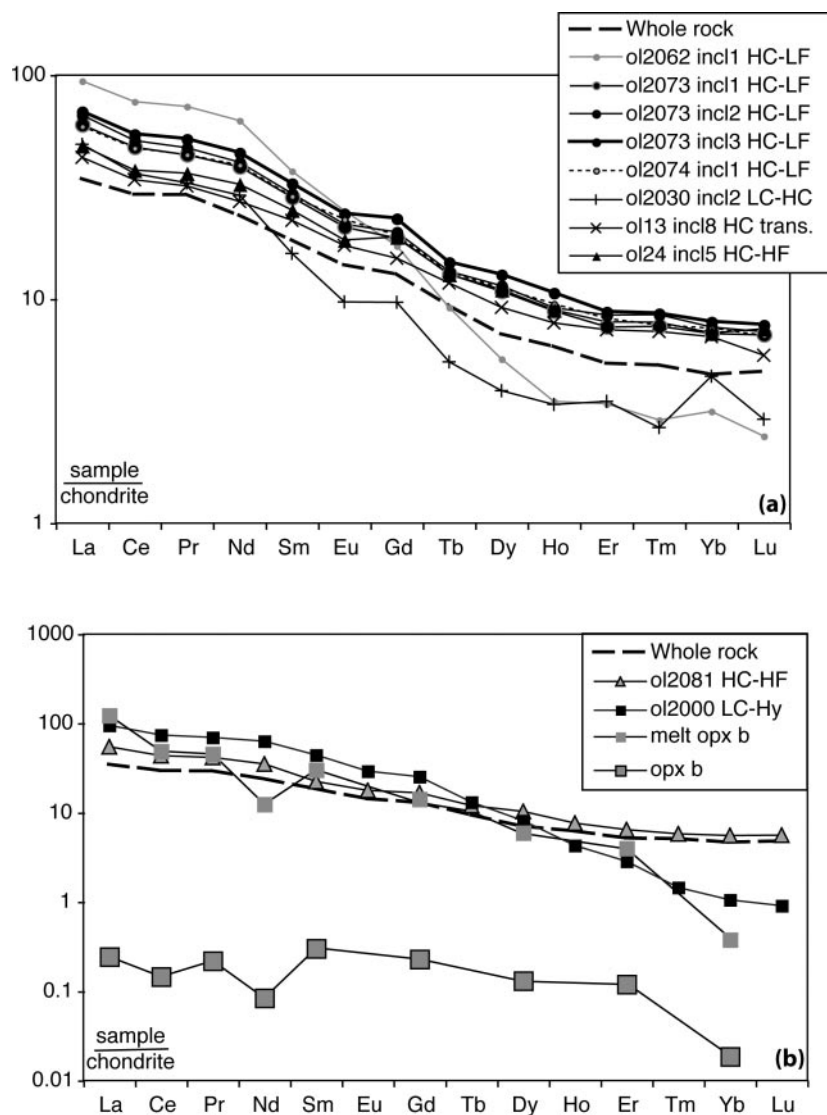 Whole rock
ol2062 incl1 HC-LF
ol2073 incl1 HC-LF
ol2073 incl2 HC-LF
ol2073 incl3 HC-LF
ol2074 incl1 HC-LF
ol2030 incl2 LC-HC
ol13 incl8 HC trans.
ol24 incl5 HC-HF
100
10
1
sample
chondrite
(a)
La Ce Pr Nd Sm Eu Gd Tb Dy Ho Er Tm Yb Lu
1000
100
10
1
0.1
0.01
Whole rock
ol2081 HC-HF
ol2000 LC-Hy
melt opx b
opx b
sample
chondrite
(b)
La Ce Pr Nd Sm Eu Gd Tb Dy Ho Er Tm Yb Lu